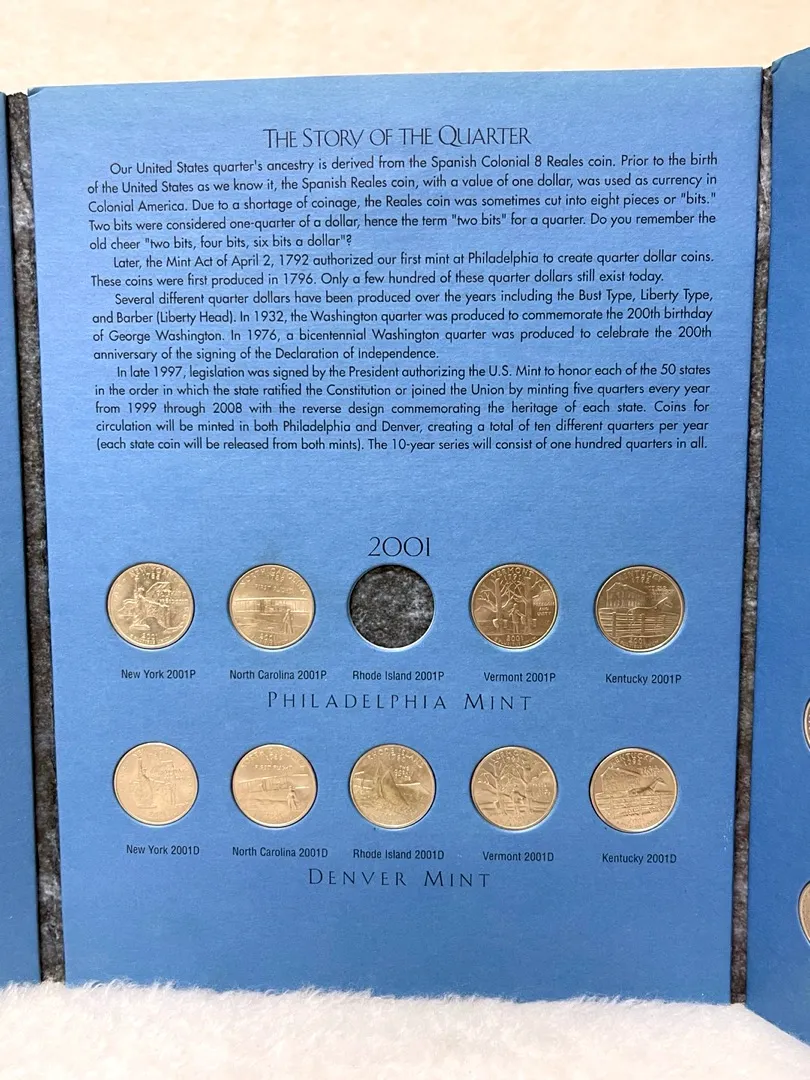 THE STORY OF THE QUARTER
Our United States quarter's ancestry is derived from the Spanish Colonial 8 Reales coin. Prior to the birth
of the United States as we know it, the Spanish Reales coin, with a value of one dollar, was used as currency in
Colonial America. Due to a shortage of coinage, the Reales coin was sometimes cut into eight pieces or "bits."
Two bits were considered one-quarter of a dollar, hence the term "two bits" for a quarter. Do you remember the
old cheer "two bits, four bits, six bits a dollar"?
Later, the Mint Act of April 2, 1792 authorized our first mint at Philadelphia to create quarter dollar coins.
These coins were first produced in 1796. Only a few hundred of these quarter dollars still exist today.
Several different quarter dollars have been produced over the years including the Bust Type, Liberty Type,
and Barber (Liberty Head). In 1932, the Washington quarter was produced to commemorate the 200th birthday
of George Washington. In 1976, a bicentennial Washington quarter was produced to celebrate the 200th
anniversary of the signing of the Declaration of Independence.
In late 1997, legislation was signed by the President authorizing the U.S. Mint to honor each of the 50 states
in the order in which the state ratified the Constitution or joined the Union by minting five quarters every year
from 1999 through 2008 with the reverse design commemorating the heritage of each state. Coins for
circulation will be minted in both Philadelphia and Denver, creating a total of ten different quarters per year
(each state coin will be released from both mints). The 10-year series will consist of one hundred quarters in all.
2001
New York 2001P North Carolina 2001P Rhode Island 2001P Vermont 2001P Kentucky 2001P
PHILADELPHIA MINT
New York 2001D North Carolina 2001D Rhode Island 2001D Vermont 2001D Kentucky 2001D
DENVER MINT